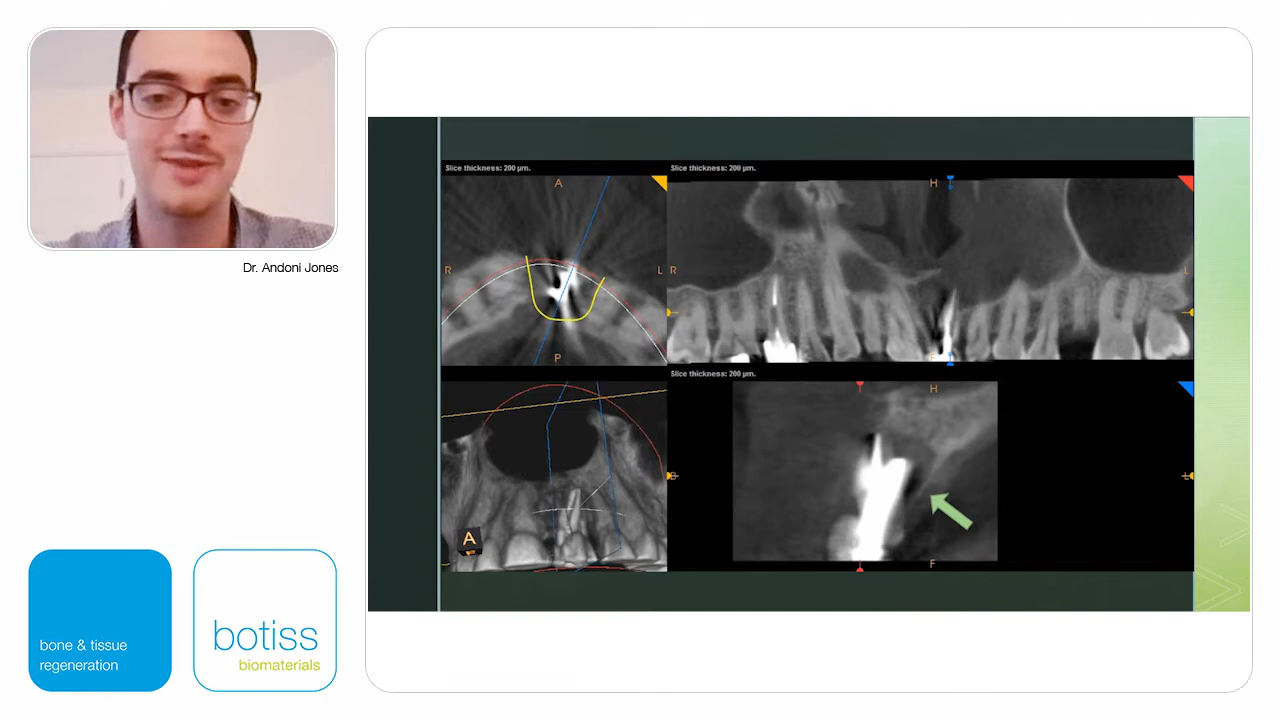 Dr. Andoni Jones
bone & tissue
regeneration
botiss
biomaterials
Slice thickness: 200 µm.
A
R
L
P
Slice thickness: 200 µm.
H
R
L
F
A
Slice thickness: 200 µm.
H
B
L
F